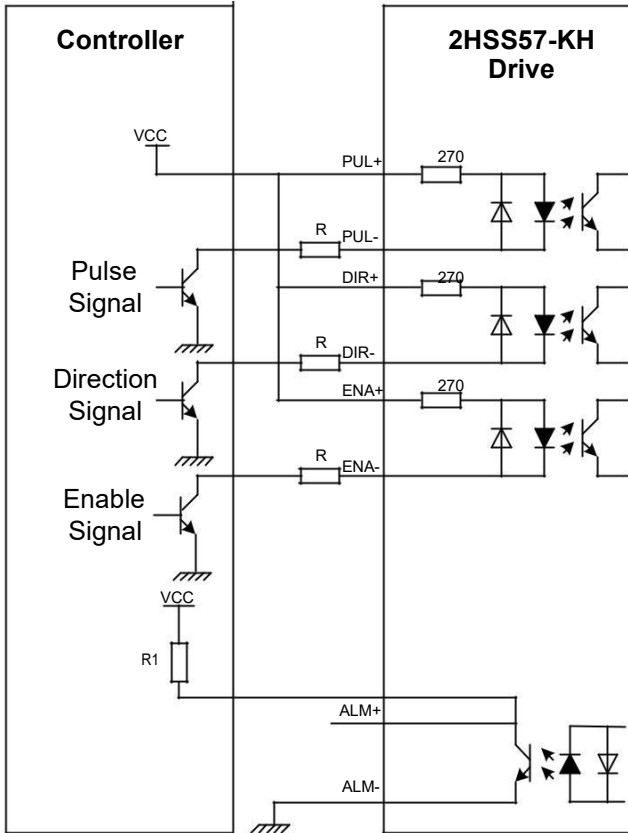 Controller
2HSS57-KH
Drive
VCC
PUL+
270
R
PUL-
Pulse
Signal
DIR+
270
R
DIR-
Direction
Signal
ENA+
270
R
ENA-
Enable
Signal
VCC
R1
ALM+
ALM-